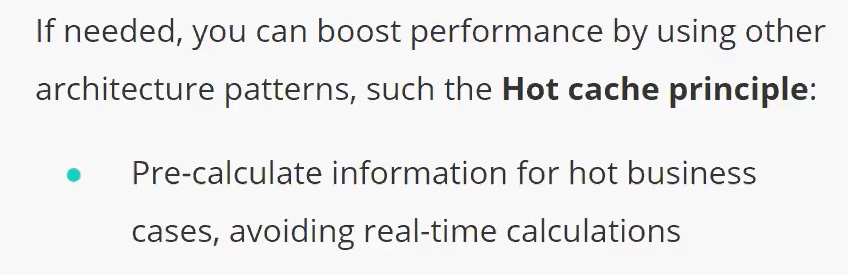 If needed, you can boost performance by using other
architecture patterns, such the Hot cache principle:
Pre-calculate information for hot business
cases, avoiding real-time calculations